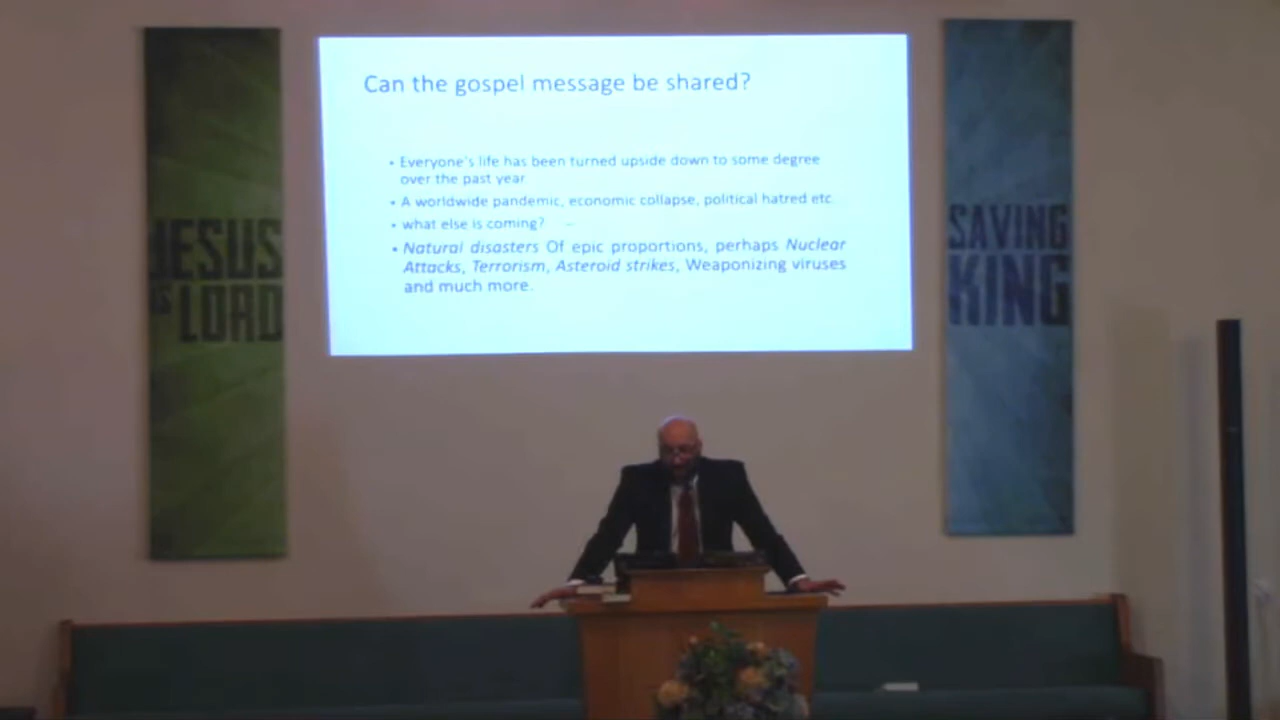 Can the gospel message be shared?
• Everyone's life has been turned upside down to some degree
over the past year.
• A worldwide pandemic, economic collapse, political hatred etc.
• what else is coming?
• Natural disasters Of epic proportions, perhaps Nuclear
Attacks, Terrorism, Asteroid strikes, Weaponizing viruses
and much more.
JESUS
IS LORD
SAVING
KING